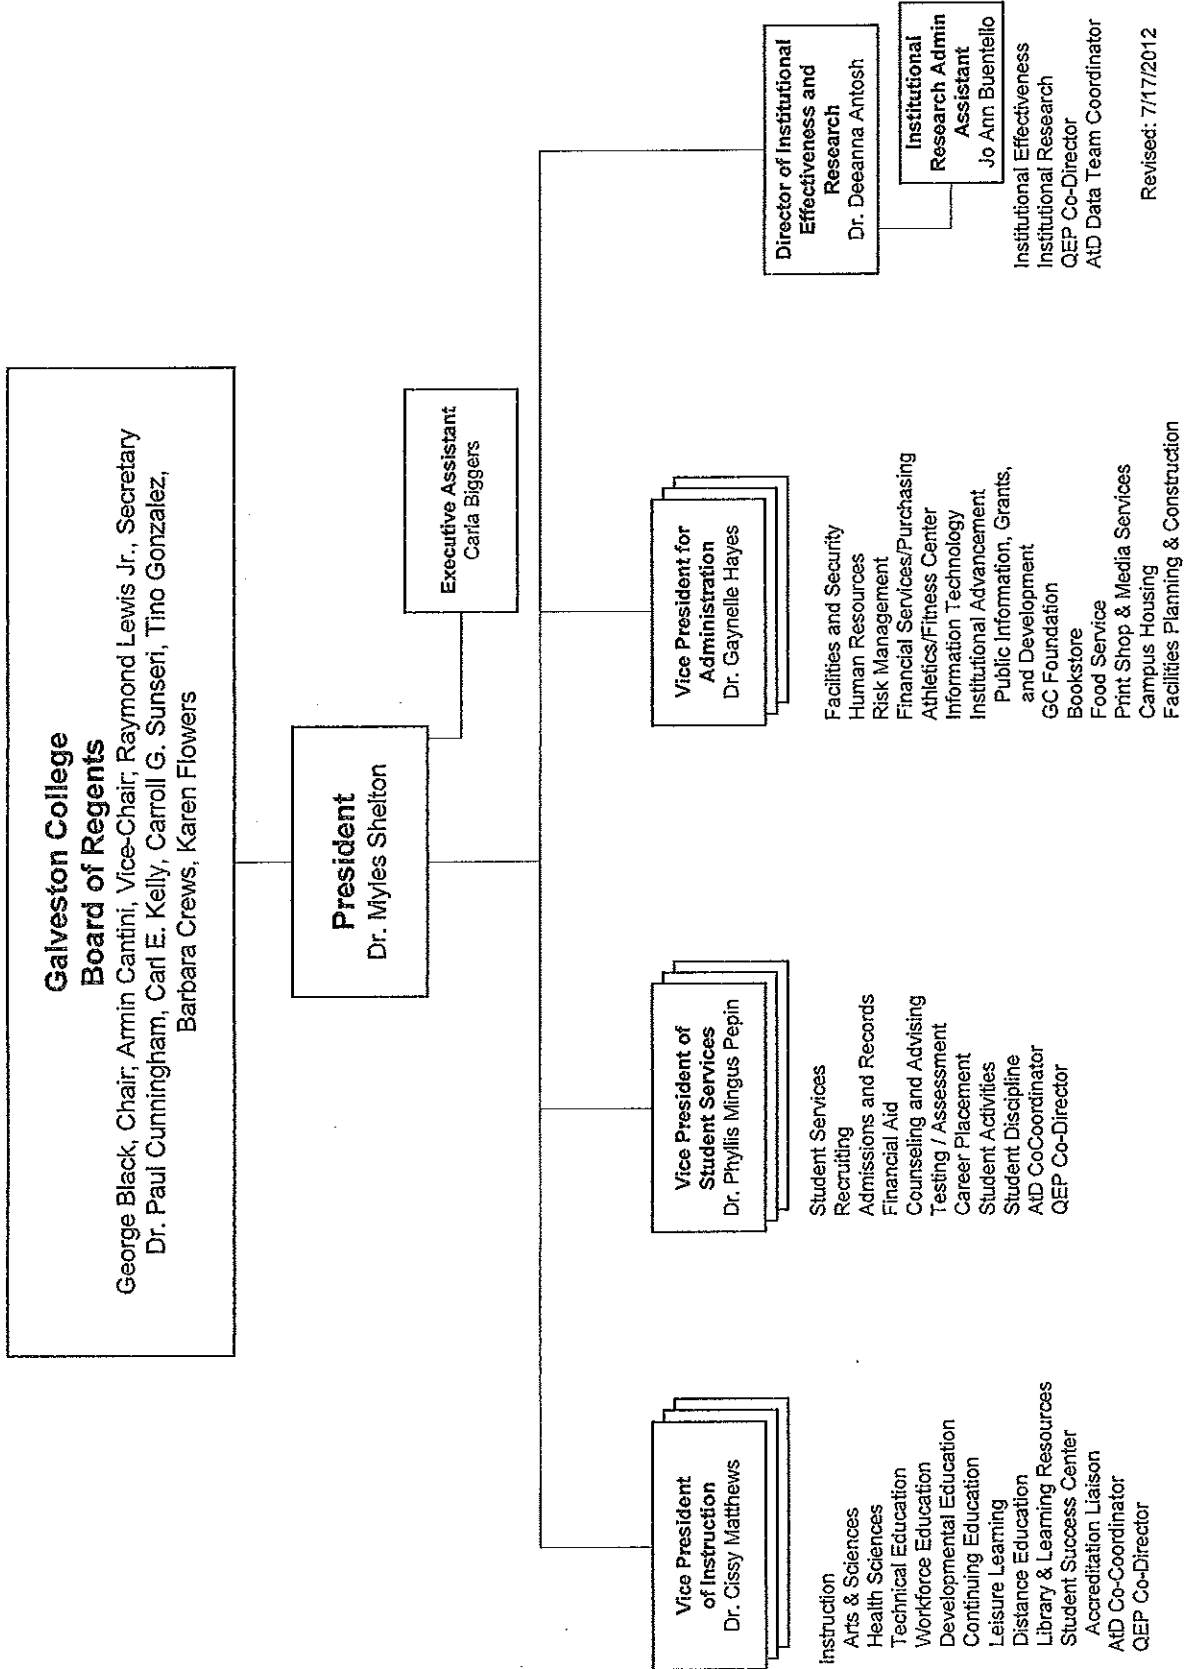 Galveston College
Board of Regents
George Black, Chair; Armin Cantini, Vice-Chair; Raymond Lewis Jr., Secretary
Dr. Paul Cunningham, Carl E. Kelly, Carroll G. Sunseri, Tino Gonzalez,
Barbara Crews, Karen Flowers
President
Dr. Myles Shelton
Executive Assistant
Carla Biggers
Vice President
of Instruction
Dr. Cissy Matthews
Instruction
Arts & Sciences
Health Sciences
Technical Education
Workforce Education
Developmental Education
Continuing Education
Leisure Learning
Distance Education
Library & Learning Resources
Student Success Center
Accreditation Liaison
AtD Co-Coordinator
QEP Co-Director
Vice President of
Student Services
Dr. Phyllis Mingus Pepin
Student Services
Recruiting
Admissions and Records
Financial Aid
Counseling and Advising
Testing / Assessment
Career Placement
Student Activities
Student Discipline
AtD CoCoordinator
QEP Co-Director
Vice President for
Administration
Dr. Gaynelle Hayes
Facilities and Security
Human Resources
Risk Management
Financial Services/Purchasing
Athletics/Fitness Center
Information Technology
Institutional Advancement
Public Information, Grants,
and Development
GC Foundation
Bookstore
Food Service
Print Shop & Media Services
Campus Housing
Facilities Planning & Construction
Director of Institutional
Effectiveness and
Research
Dr. Deeanna Antosh
Institutional
Research Admin
Assistant
Jo Ann Buentello
Institutional Effectiveness
Institutional Research
QEP Co-Director
AtD Data Team Coordinator
Revised: 7/17/2012